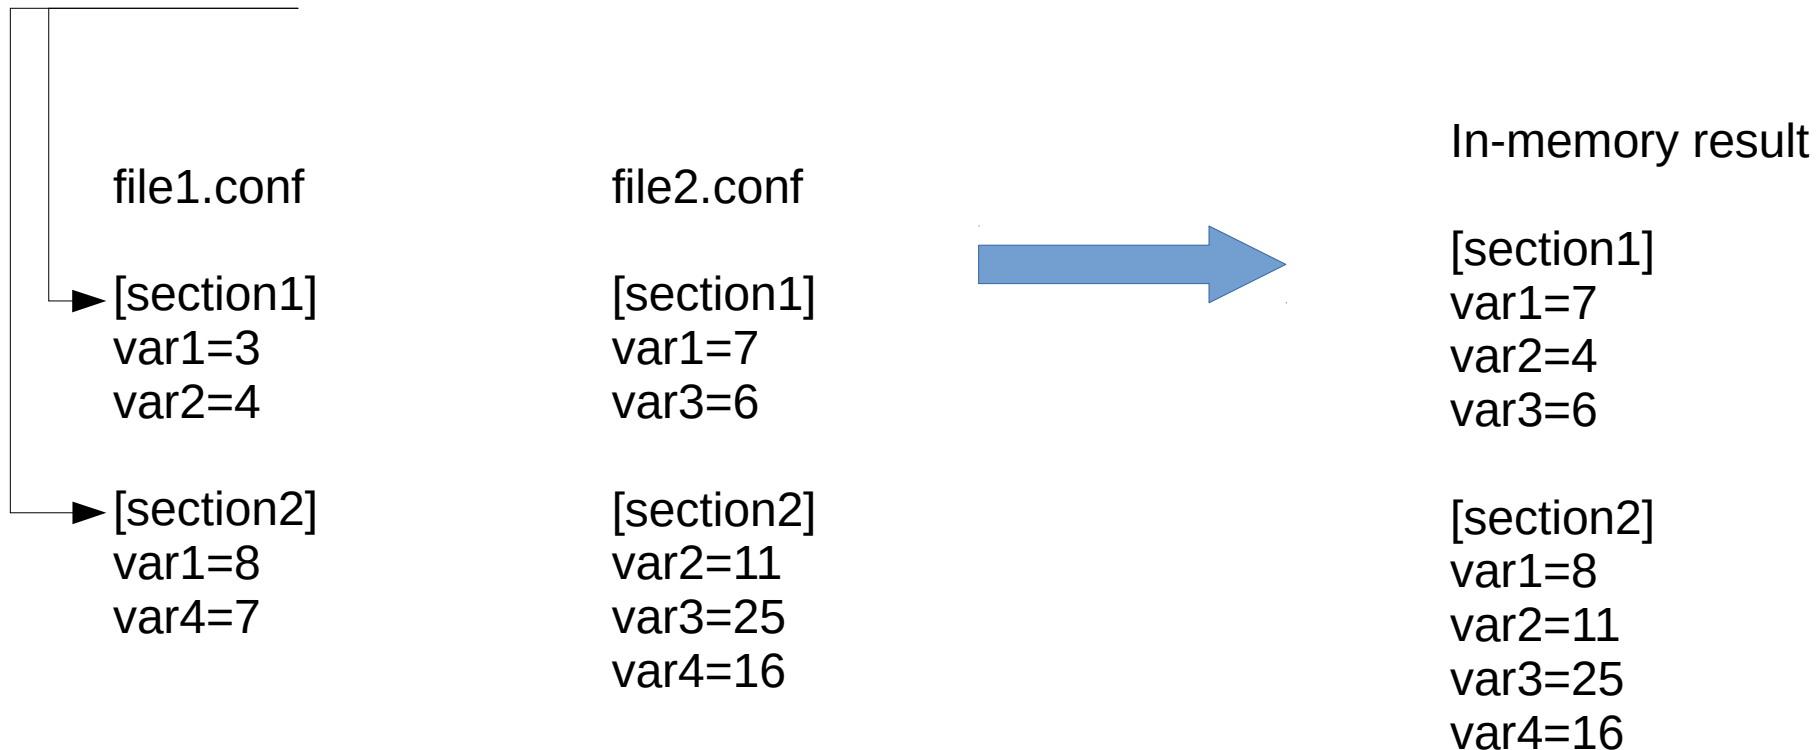 file1.conf
[section1]
var1=3
var2=4
[section2]
var1=8
var4=7
file2.conf
[section1]
var1=7
var3=6
[section2]
var2=11
var3=25
var4=16
In-memory result
[section1]
var1=7
var2=4
var3=6
[section2]
var1=8
var2=11
var3=25
var4=16